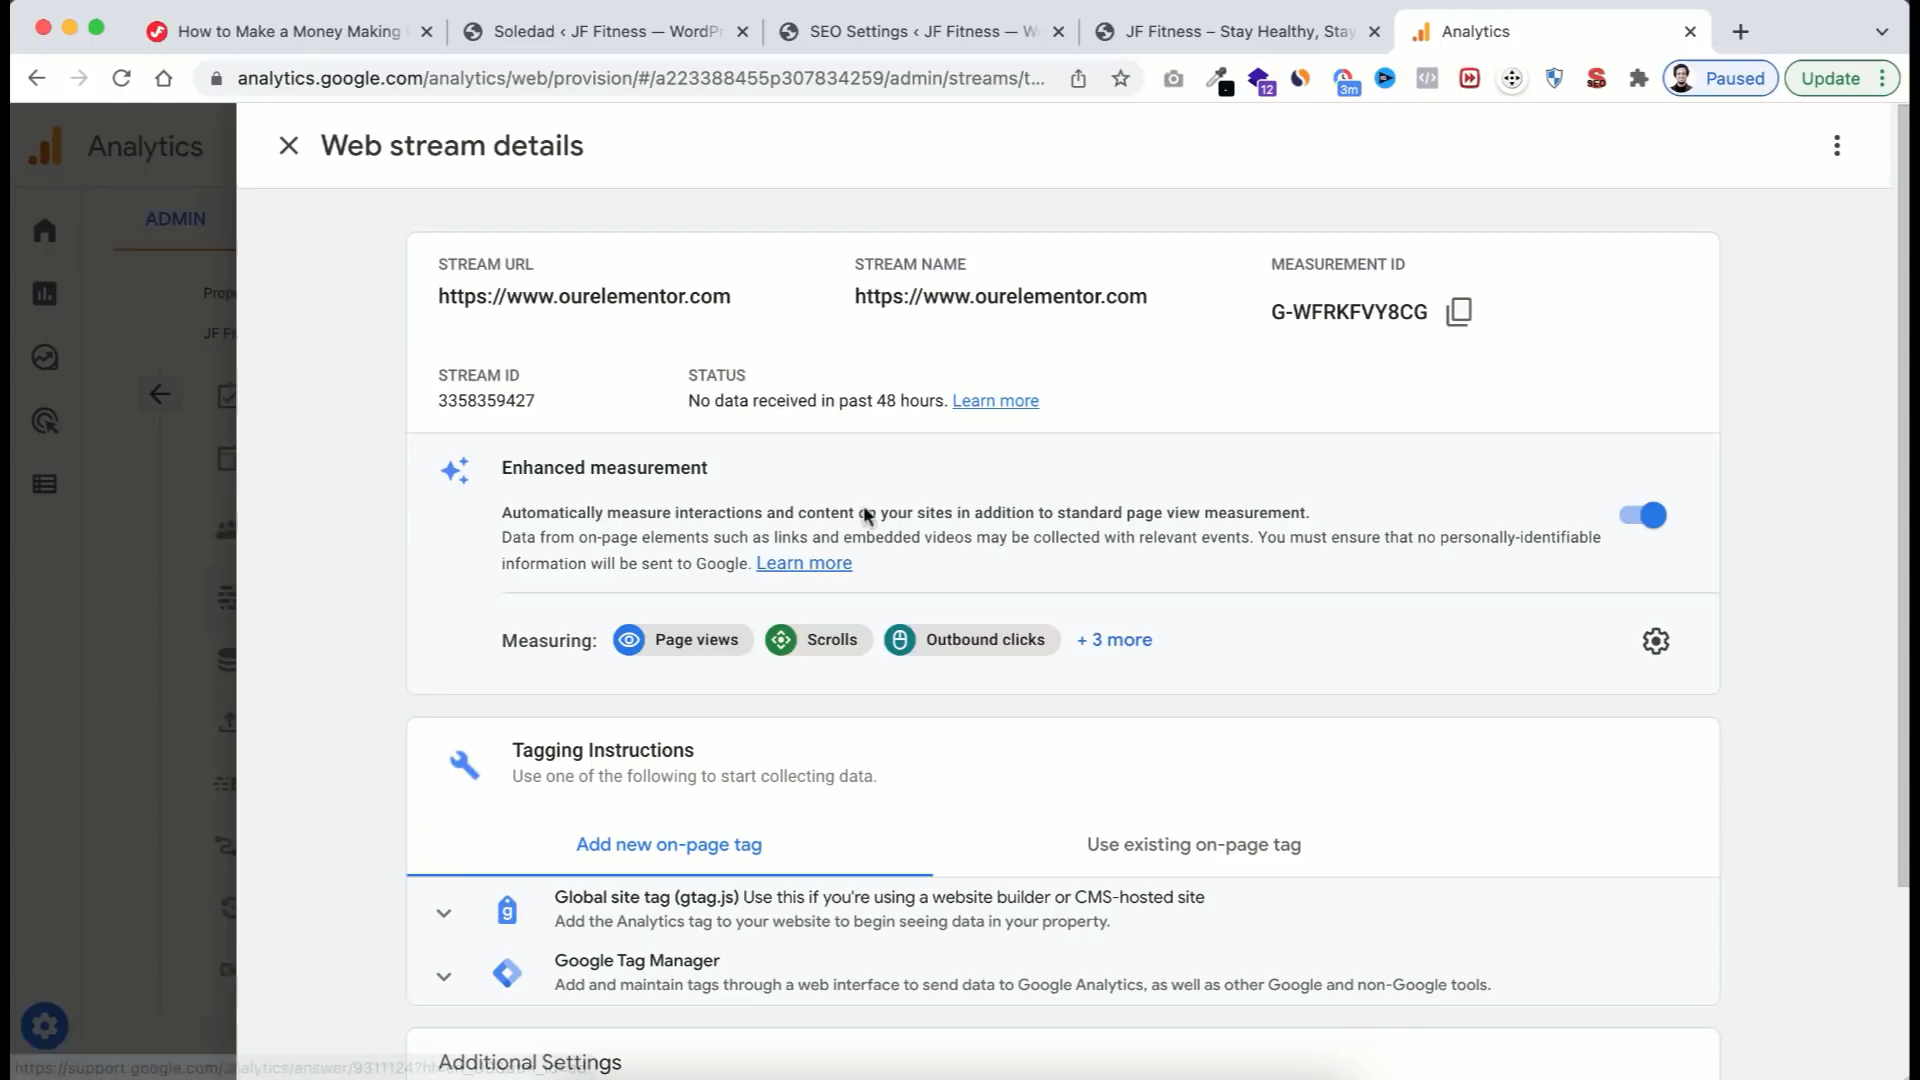 How to Make a Money Making
Soledad ‹ JF Fitness — WordPr
SEO Settings ‹ JF Fitness — W
JF Fitness – Stay Healthy, Stay
Analytics
analytics.google.com/analytics/web/provision/#/a223388455p307834259/admin/streams/t...
12
3m
SEO
Paused
Update
Analytics
Web stream details
ADMIN
Prop
JF Fi
STREAM URL
STREAM NAME
MEASUREMENT ID
https://www.ourelementor.com
https://www.ourelementor.com
G-WFRKFVY8CG
STREAM ID
STATUS
3358359427
No data received in past 48 hours. Learn more
Enhanced measurement
Automatically measure interactions and content on your sites in addition to standard page view measurement.
Data from on-page elements such as links and embedded videos may be collected with relevant events. You must ensure that no personally-identifiable
information will be sent to Google. Learn more
Measuring:
Page views
Scrolls
Outbound clicks
+ 3 more
Tagging Instructions
Use one of the following to start collecting data.
Add new on-page tag
Use existing on-page tag
g
Global site tag (gtag.js) Use this if you're using a website builder or CMS-hosted site
Add the Analytics tag to your website to begin seeing data in your property.
Google Tag Manager
Add and maintain tags through a web interface to send data to Google Analytics, as well as other Google and non-Google tools.
Additional Settings